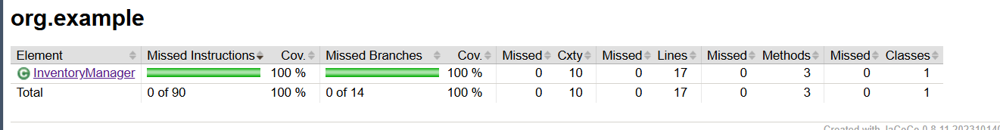 org.example
Element Missed Instructions Cov. Missed Branches Cov. Missed Cxty Missed Lines Missed Methods Missed Classes
C InventoryManager 100 % 100 % 0 10 0 17 0 3 0 1
Total 0 of 90 100 % 0 of 14 100 % 0 10 0 17 0 3 0 1
Created with JaCoCo 0.8.11.20231014